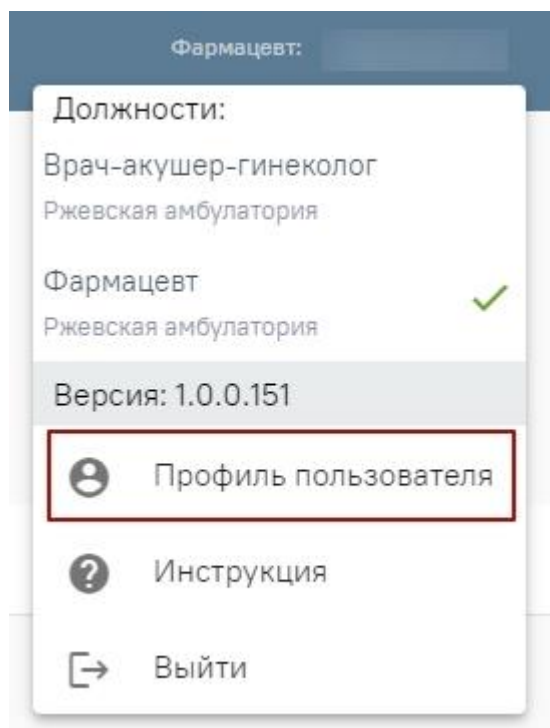 Фармацевт:
Должности:
Врач-акушер-гинеколог
Ржевская амбулатория
Фармацевт
Ржевская амбулатория
Версия: 1.0.0.151
Профиль пользователя
Инструкция
Выйти